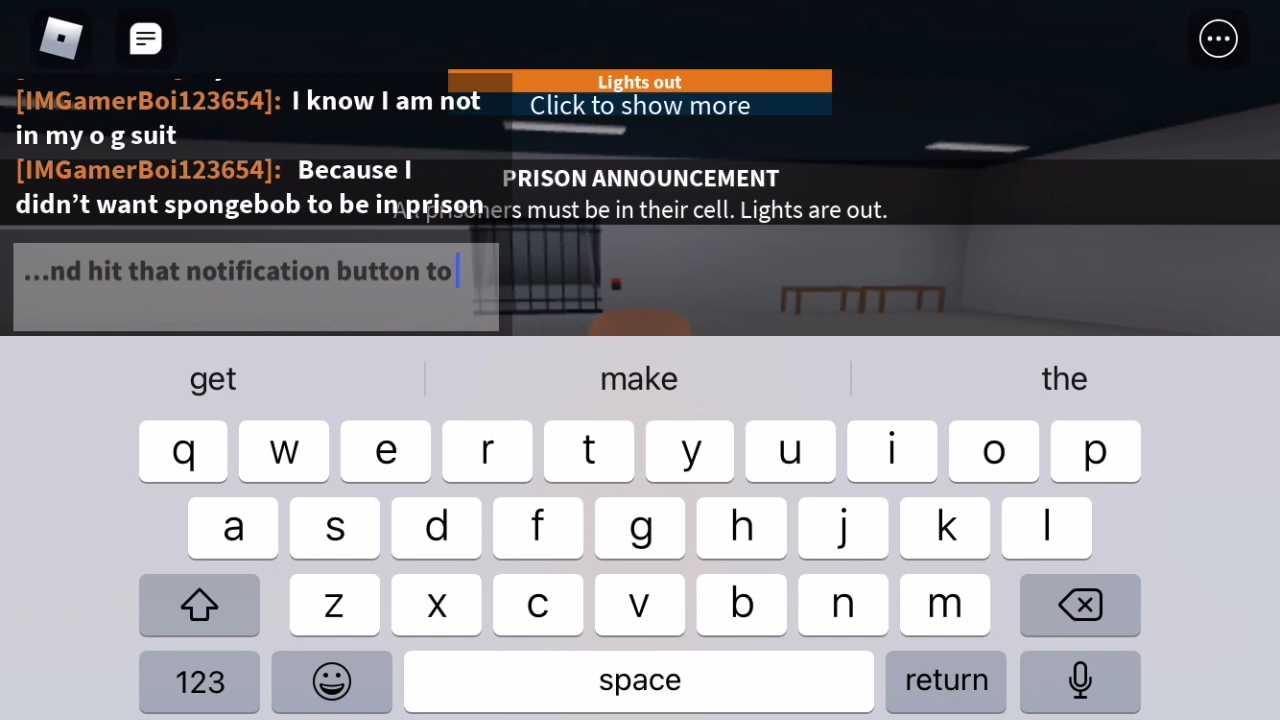 Lights out
Click to show more
[IMGamerBoi123654]: I know I am not
in my o g suit
[IMGamerBoi123654]: Because I
didn’t want spongebob to be in prison
PRISON ANNOUNCEMENT
All prisoners must be in their cell. Lights are out.
...nd hit that notification button to
get make the
q w e r t y u i o p
a s d f g h j k l
z x c v b n m
123 space return